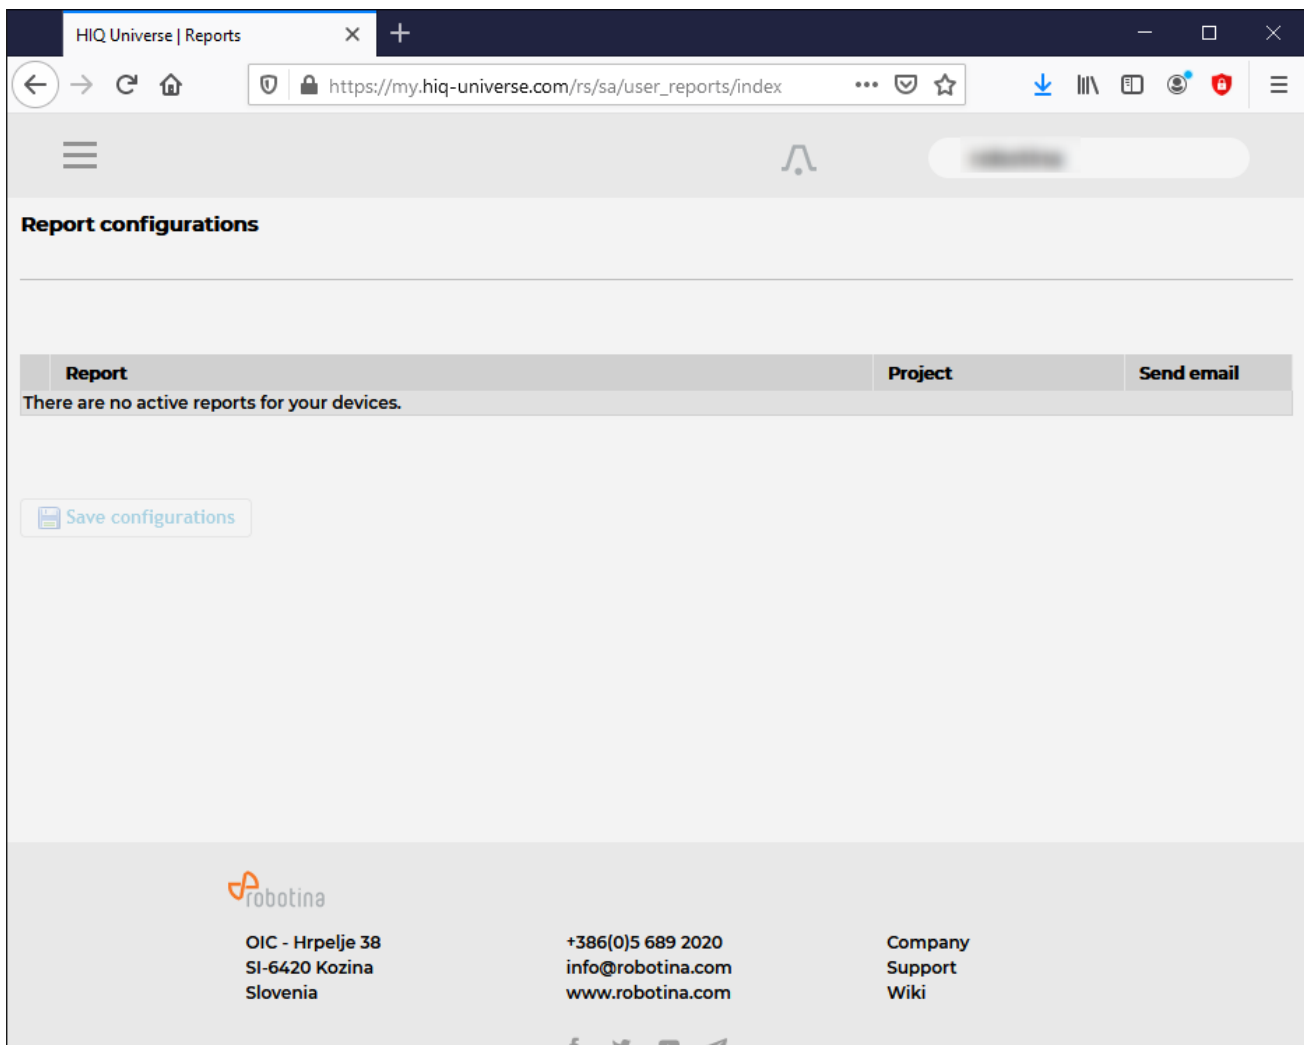 HIQ Universe | Reports
https://my.hiq-universe.com/rs/sa/user_reports/index
Report configurations
Report Project Send email
There are no active reports for your devices.
Save configurations
robotina
OIC - Hrpelje 38
SI-6420 Kozina
Slovenia
+386(0)5 689 2020
info@robotina.com
www.robotina.com
Company
Support
Wiki